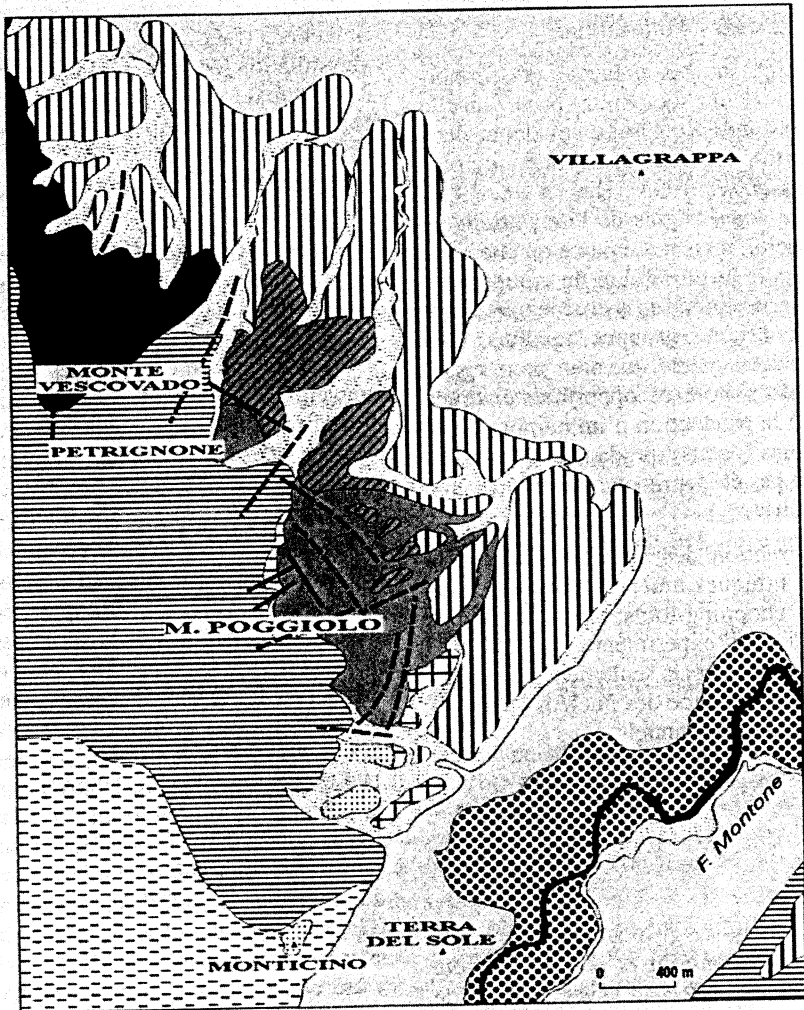 VILLAGRAPPA
MONTE
VESCOVADO
PETRIGNONE
M. POGGIOLO
F. Montone
TERRA
DEL SOLE
MONTICINO
0 400 m